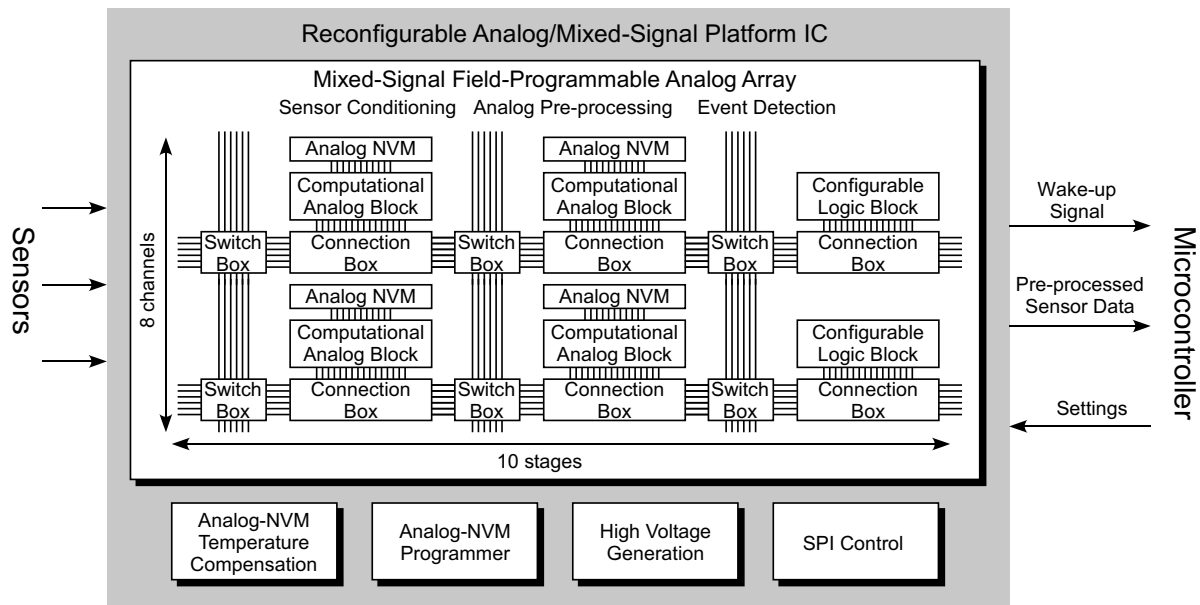 Reconfigurable Analog/Mixed-Signal Platform IC
Mixed-Signal Field-Programmable Analog Array
Sensor Conditioning
Analog Pre-processing
Event Detection
Analog NVM
Analog NVM
Computational
Analog Block
Computational
Analog Block
Configurable
Logic Block
Switch
Box
Connection
Box
Switch
Box
Connection
Box
Switch
Box
Connection
Box
Analog NVM
Analog NVM
Computational
Analog Block
Computational
Analog Block
Configurable
Logic Block
Switch
Box
Connection
Box
Switch
Box
Connection
Box
Switch
Box
Connection
Box
8 channels
10 stages
Sensors
Wake-up
Signal
Pre-processed
Sensor Data
Settings
Microcontroller
Analog-NVM
Temperature
Compensation
Analog-NVM
Programmer
High Voltage
Generation
SPI Control